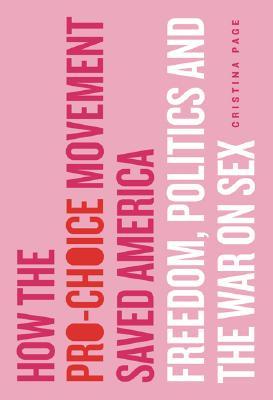 HOW THE
PRO-CHOICE MOVEMENT
SAVED AMERICA
FREEDOM, POLITICS AND
THE WAR ON SEX
CRISTINA PAGE